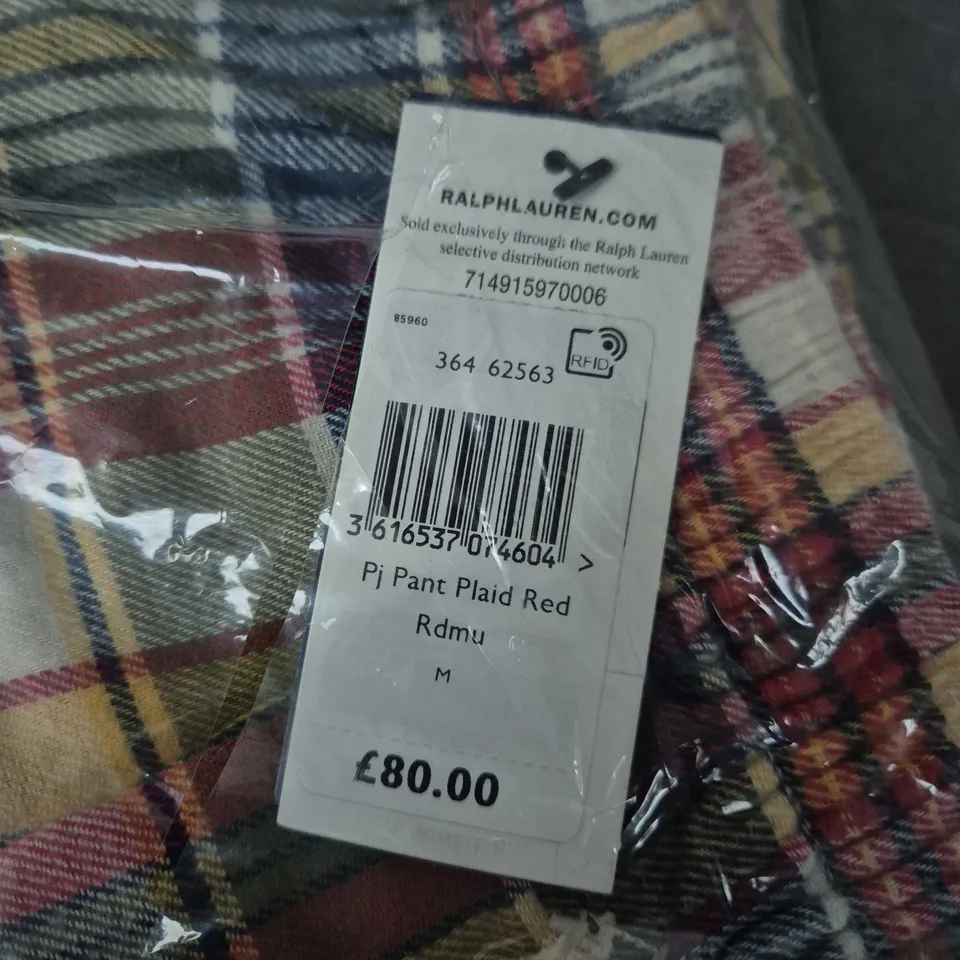 RALPHLAUREN.COM
Sold exclusively through the Ralph Lauren
selective distribution network
714915970006
85960
RFID
364 62563
3 616537 074604 >
Pj Pant Plaid Red
Rdmu
M
£80.00